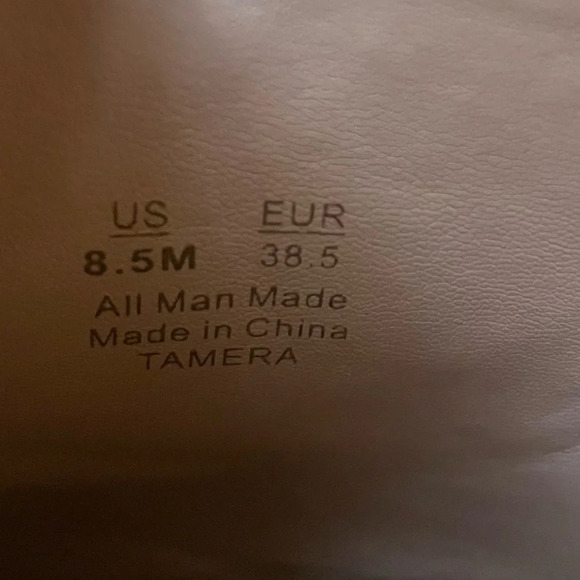 US EUR
8.5M 38.5
All Man Made
Made in China
TAMERA